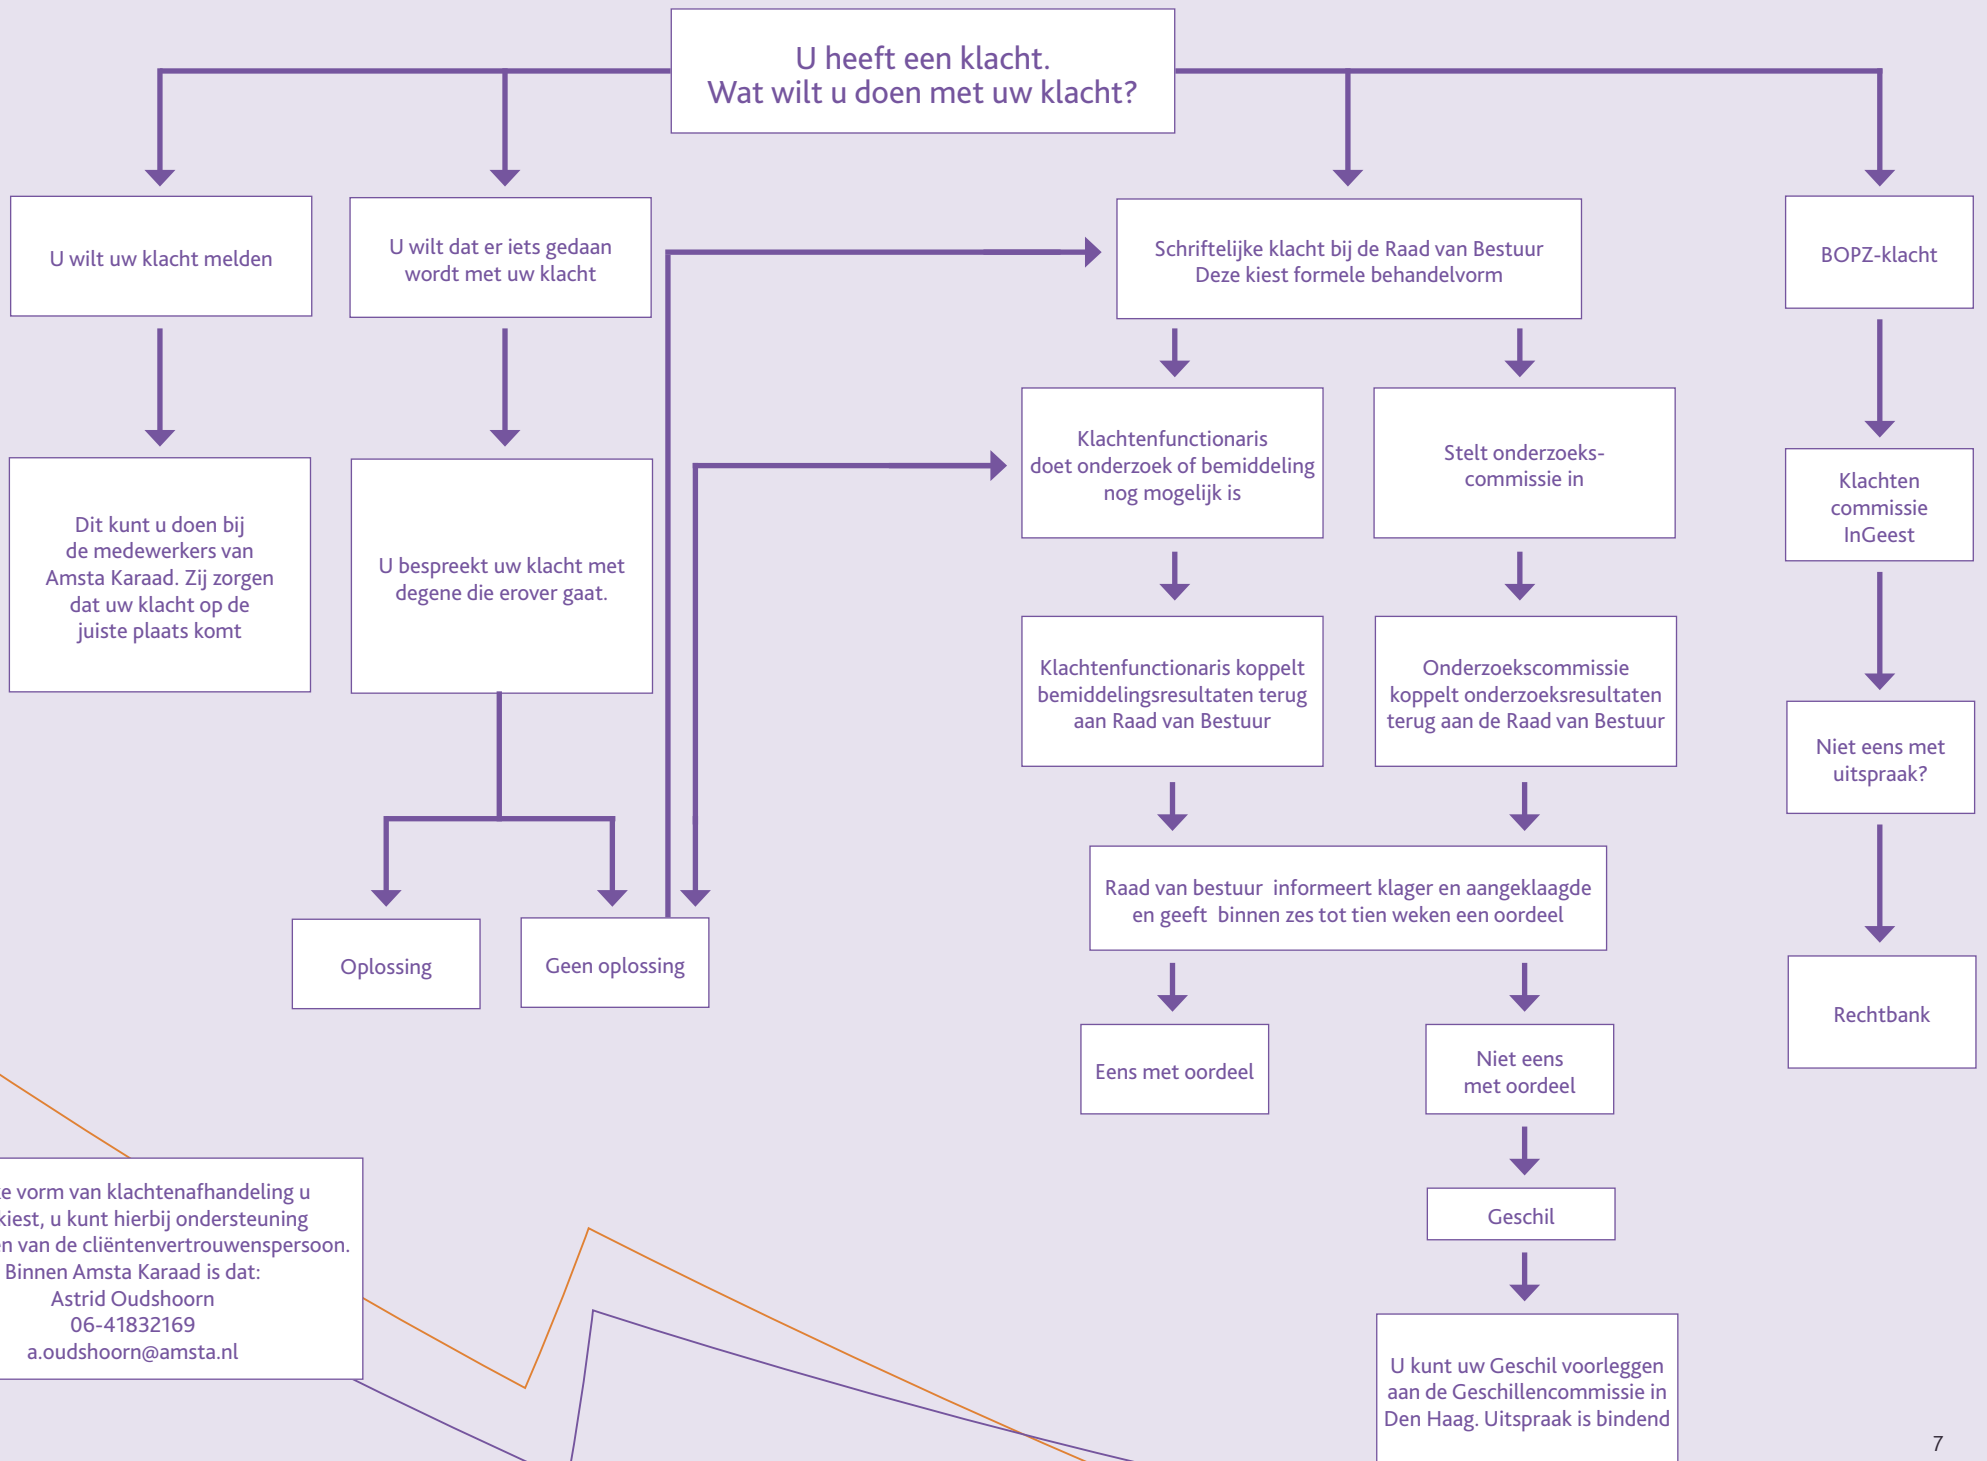 U heeft een klacht.
Wat wilt u doen met uw klacht?
U wilt uw klacht melden
U wilt dat er iets gedaan
wordt met uw klacht
Schriftelijke klacht bij de Raad van Bestuur
Deze kiest formele behandelvorm
BOPZ-klacht
Dit kunt u doen bij
de medewerkers van
Amsta Karaad. Zij zorgen
dat uw klacht op de
juiste plaats komt
U bespreekt uw klacht met
degene die erover gaat.
Klachtenfunctionaris
doet onderzoek of bemiddeling
nog mogelijk is
Stelt onderzoeks-
commissie in
Klachten
commissie
InGeest
Klachtenfunctionaris koppelt
bemiddelingsresultaten terug
aan Raad van Bestuur
Onderzoekscommissie
koppelt onderzoeksresultaten
terug aan de Raad van Bestuur
Niet eens met
uitspraak?
Raad van bestuur informeert klager en aangeklaagde
en geeft binnen zes tot tien weken een oordeel
Oplossing
Geen oplossing
Rechtbank
Eens met oordeel
Niet eens
met oordeel
Geschil
U kunt uw Geschil voorleggen
aan de Geschillencommissie in
Den Haag. Uitspraak is bindend
vorm van klachtenafhandeling u
kiest, u kunt hierbij ondersteuning
van de cliëntenvertrouwenspersoon.
Binnen Amsta Karaad is dat:
Astrid Oudshoorn
06-41832169
a.oudshoorn@amsta.nl
7